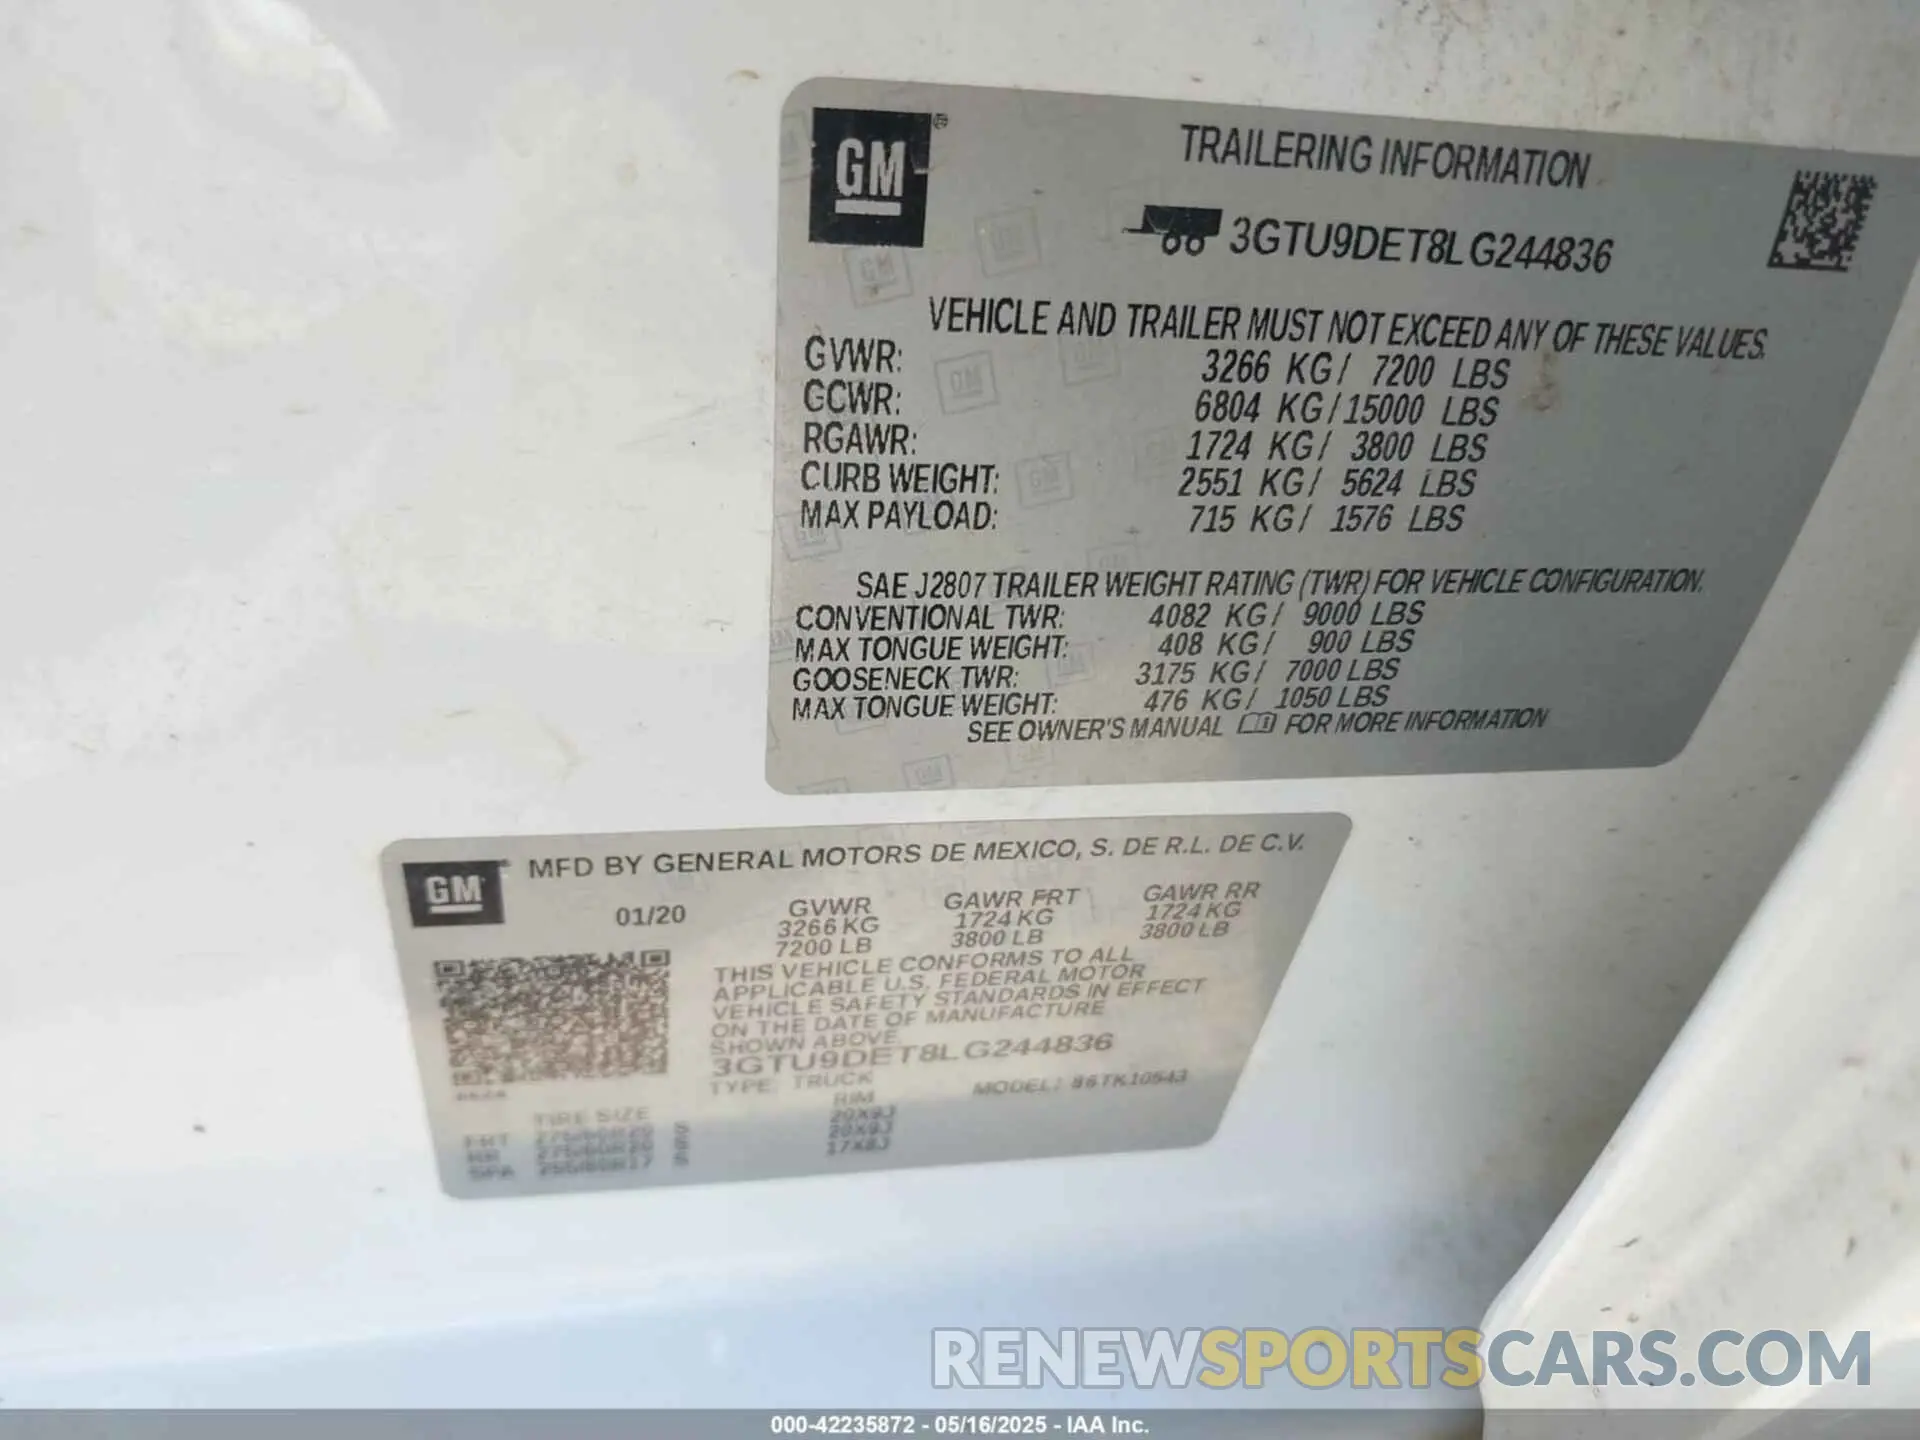 GM
TRAILERING INFORMATION
3GTU9DET8LG244836
VEHICLE AND TRAILER MUST NOT EXCEED ANY OF THESE VALUES.
GVWR: 3266 KG/ 7200 LBS
GCWR: 6804 KG/15000 LBS
RGAWR: 1724 KG/ 3800 LBS
CURB WEIGHT: 2551 KG/ 5624 LBS
MAX PAYLOAD: 715 KG/ 1576 LBS
SAE J2807 TRAILER WEIGHT RATING (TWR) FOR VEHICLE CONFIGURATION.
CONVENTIONAL TWR: 4082 KG/ 9000 LBS
MAX TONGUE WEIGHT: 408 KG/ 900 LBS
GOOSENECK TWR: 3175 KG/ 7000 LBS
MAX TONGUE WEIGHT: 476 KG/ 1050 LBS
SEE OWNER'S MANUAL FOR MORE INFORMATION
GM
MFD BY GENERAL MOTORS DE MEXICO, S. DE R.L. DE C.V.
01/20 GVWR GAWR FRT GAWR RR
3266 KG 1724 KG 1724 KG
7200 LB 3800 LB 3800 LB
THIS VEHICLE CONFORMS TO ALL
APPLICABLE U.S. FEDERAL MOTOR
VEHICLE SAFETY STANDARDS IN EFFECT
ON THE DATE OF MANUFACTURE
SHOWN ABOVE.
3GTU9DET8LG244836
TYPE: TRUCK MODEL: TK10543
TIRE SIZE RIM
FRT 20X9J
RR 20X9J
SPA 17X8J
RENEWSPORTSCARS.COM
000-42235872 - 05/16/2025 - IAA Inc.